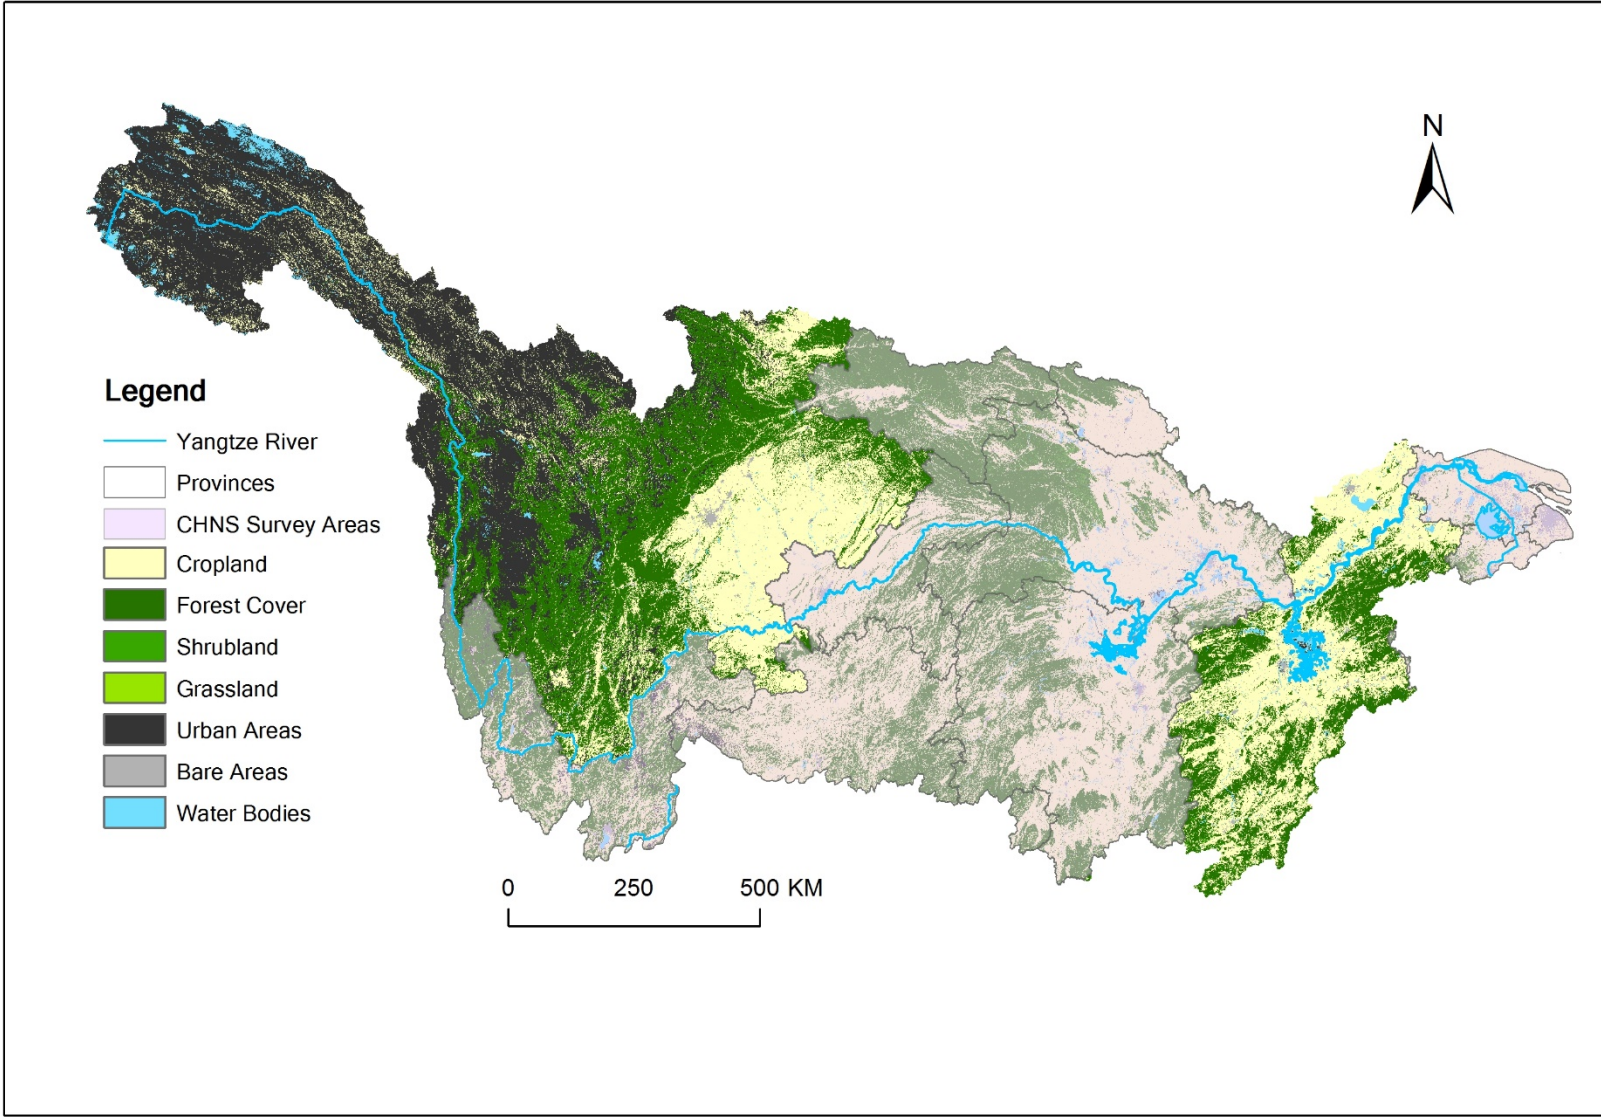 N
Legend
Yangtze River
Provinces
CHNS Survey Areas
Cropland
Forest Cover
Shrubland
Grassland
Urban Areas
Bare Areas
Water Bodies
0 250 500 KM